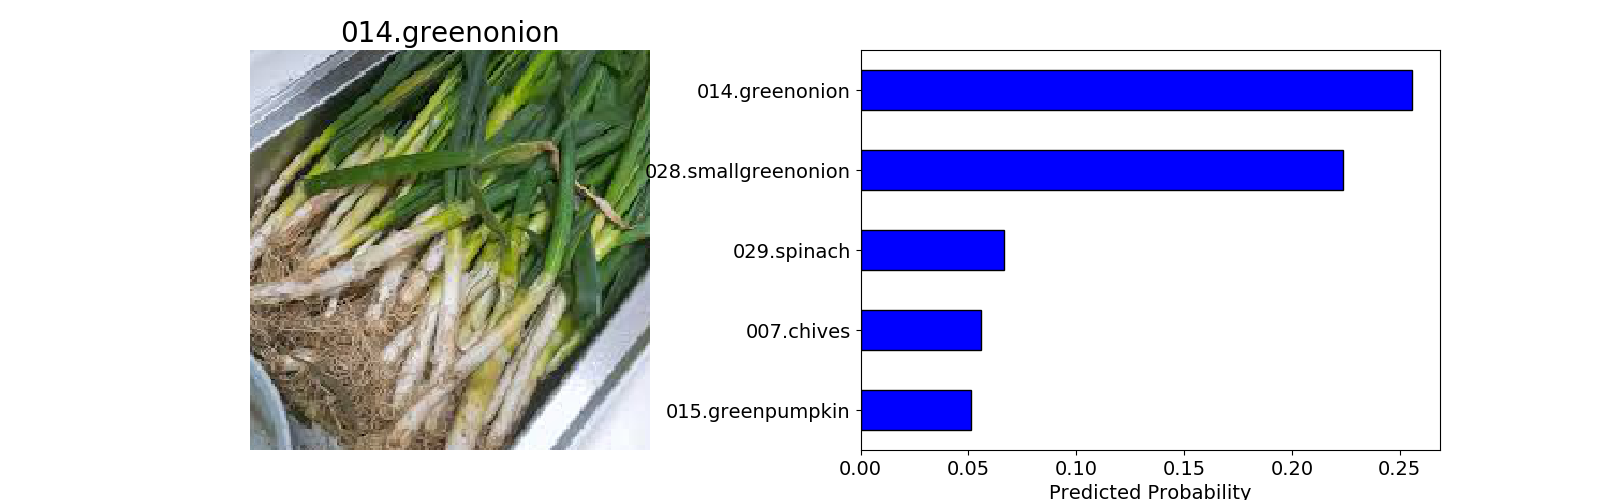 014.greenonion
014.greenonion
028.smallgreenonion
029.spinach
007.chives
015.greenpumpkin
0.00 0.05 0.10 0.15 0.20 0.25
Predicted Probability